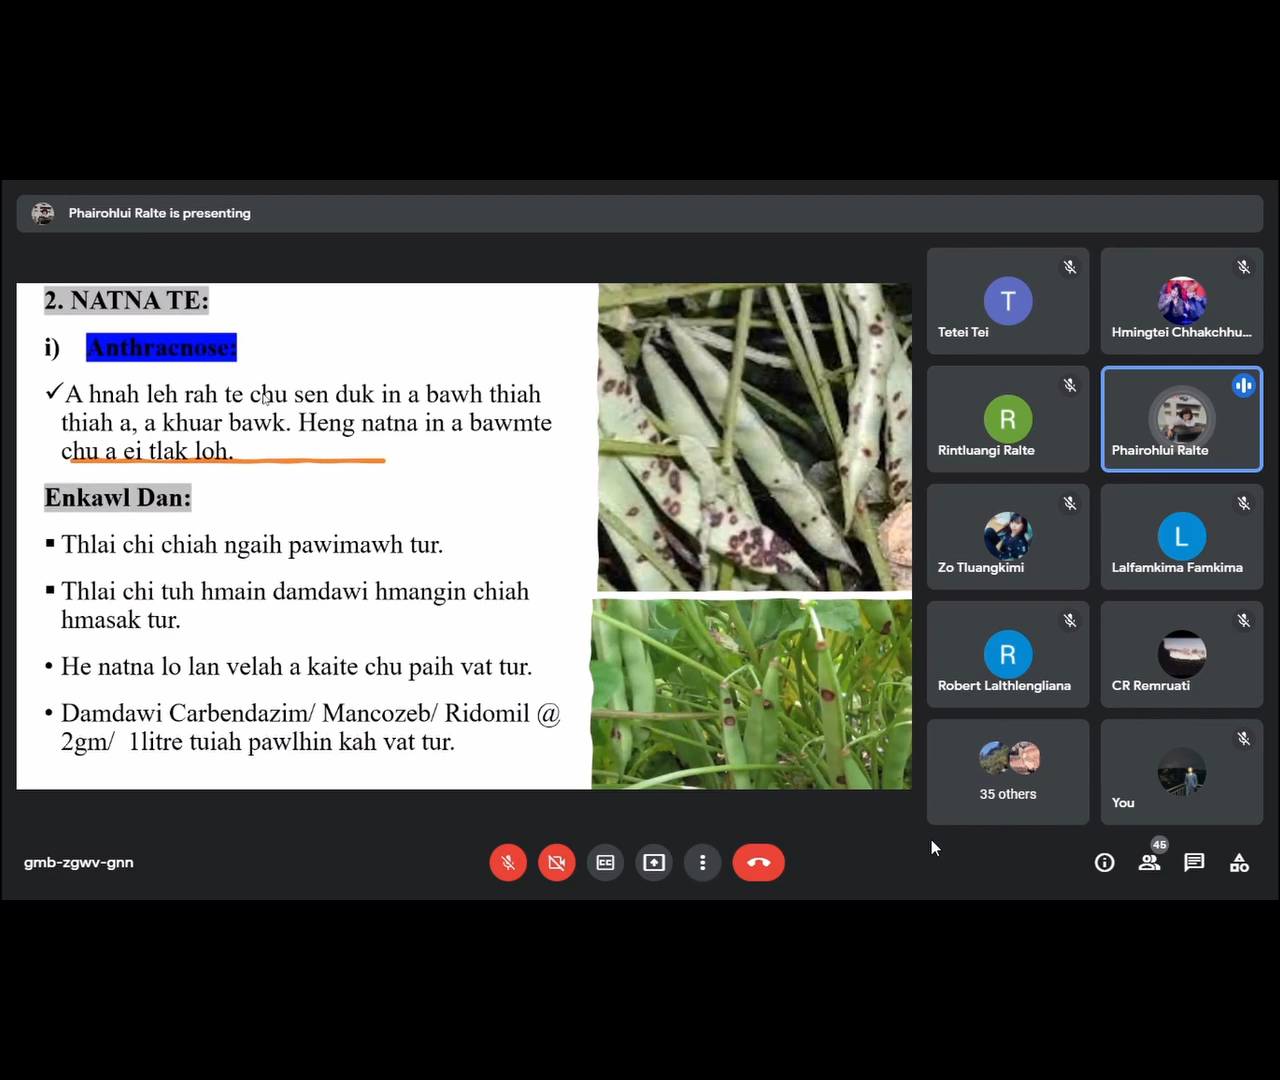 Phairohlui Ralte is presenting
2. NATNA TE:
i) Anthracnose:
✓A hnah leh rah te chu sen duk in a bawh thiah
thiah a, a khuar bawk. Heng natna in a bawmte
chu a ei tlak loh.
Enkawl Dan:
▪ Thlai chi chiah ngaih pawimawh tur.
▪ Thlai chi tuh hmain damdawi hmangin chiah
hmasak tur.
• He natna lo lan velah a kaite chu paih vat tur.
• Damdawi Carbendazim/ Mancozeb/ Ridomil @
2gm/ 1litre tuiah pawlhin kah vat tur.
T
Tetei Tei
Hmingtei Chhakchhu...
R
Rintluangi Ralte
Phairohlui Ralte
Zo Tluangkimi
L
Lalfamkima Famkima
R
Robert Lalthlengliana
CR Remruati
35 others
You
gmb-zgwv-gnn
CC
45